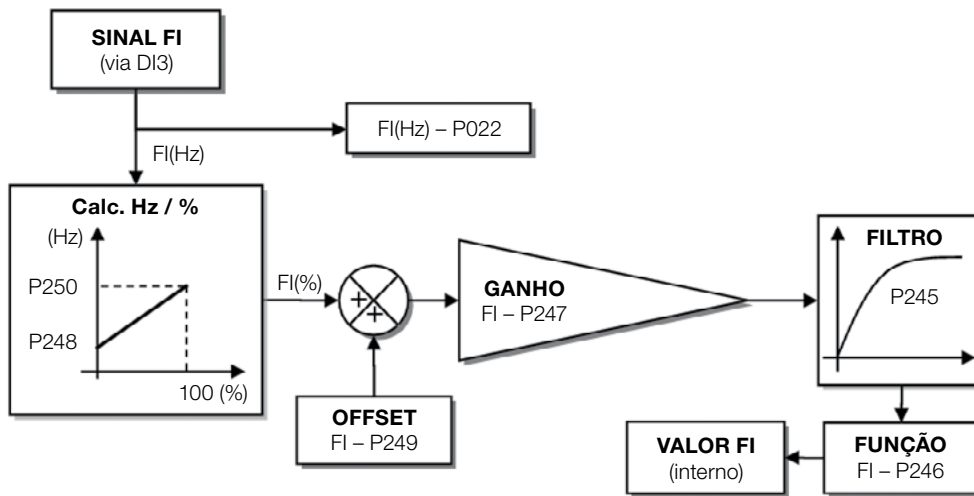 SINAL FI
(via DI3)
FI(Hz) – P022
FI(Hz)
Calc. Hz / %
(Hz)
P250
P248
100 (%)
FI(%)
+
+
OFFSET
FI – P249
GANHO
FI – P247
FILTRO
P245
FUNÇÃO
FI – P246
VALOR FI
(interno)